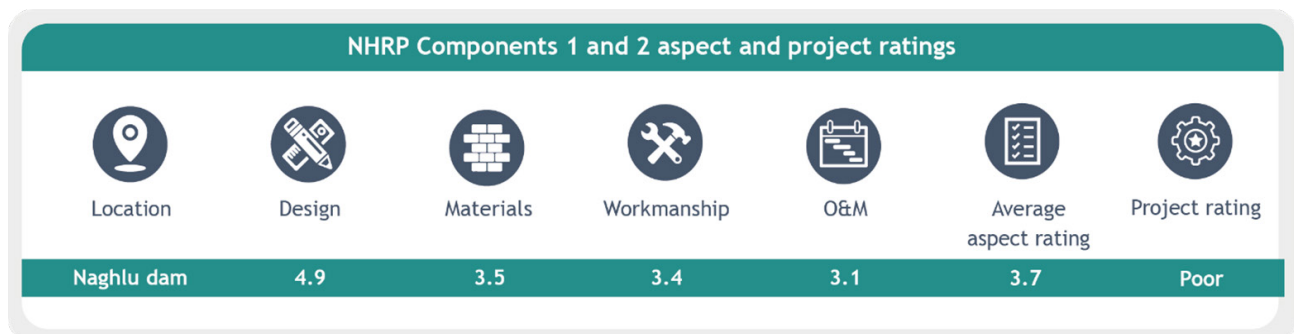 NHRP Components 1 and 2 aspect and project ratings
Location Design Materials Workmanship O&M Average aspect rating Project rating
Naghlu dam 4.9 3.5 3.4 3.1 3.7 Poor